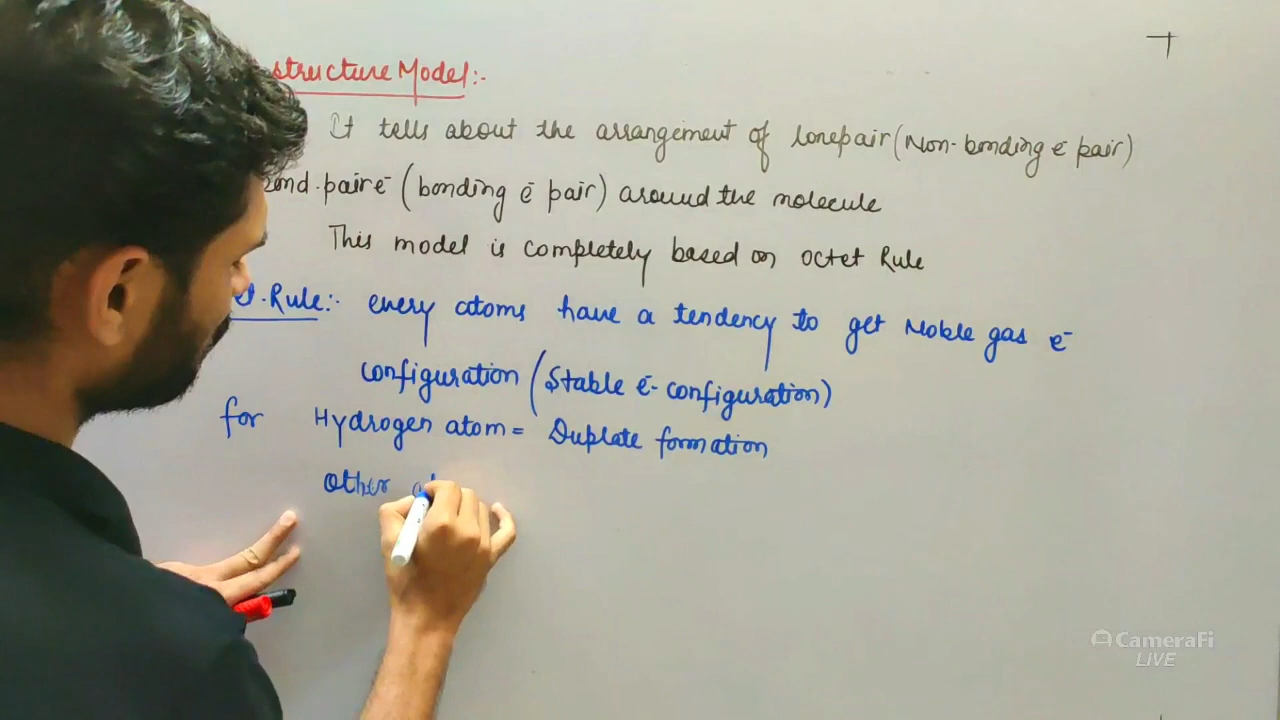 structure Model:-
It tells about the arrangement of lonepair (Non-bonding e- pair)
Bond.paire- (bonding e- pair) around the molecule
This model is completely based on octet Rule
Rule:- every atoms have a tendency to get Noble gas e-
configuration (Stable e- configuration)
for Hydrogen atom = Duplate formation
Other
CameraFi
LIVE